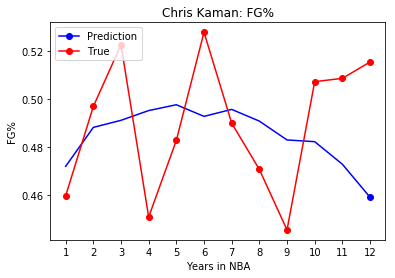 Chris Kaman: FG%
Prediction
True
FG%
0.52
0.50
0.48
0.46
1 2 3 4 5 6 7 8 9 10 11 12
Years in NBA